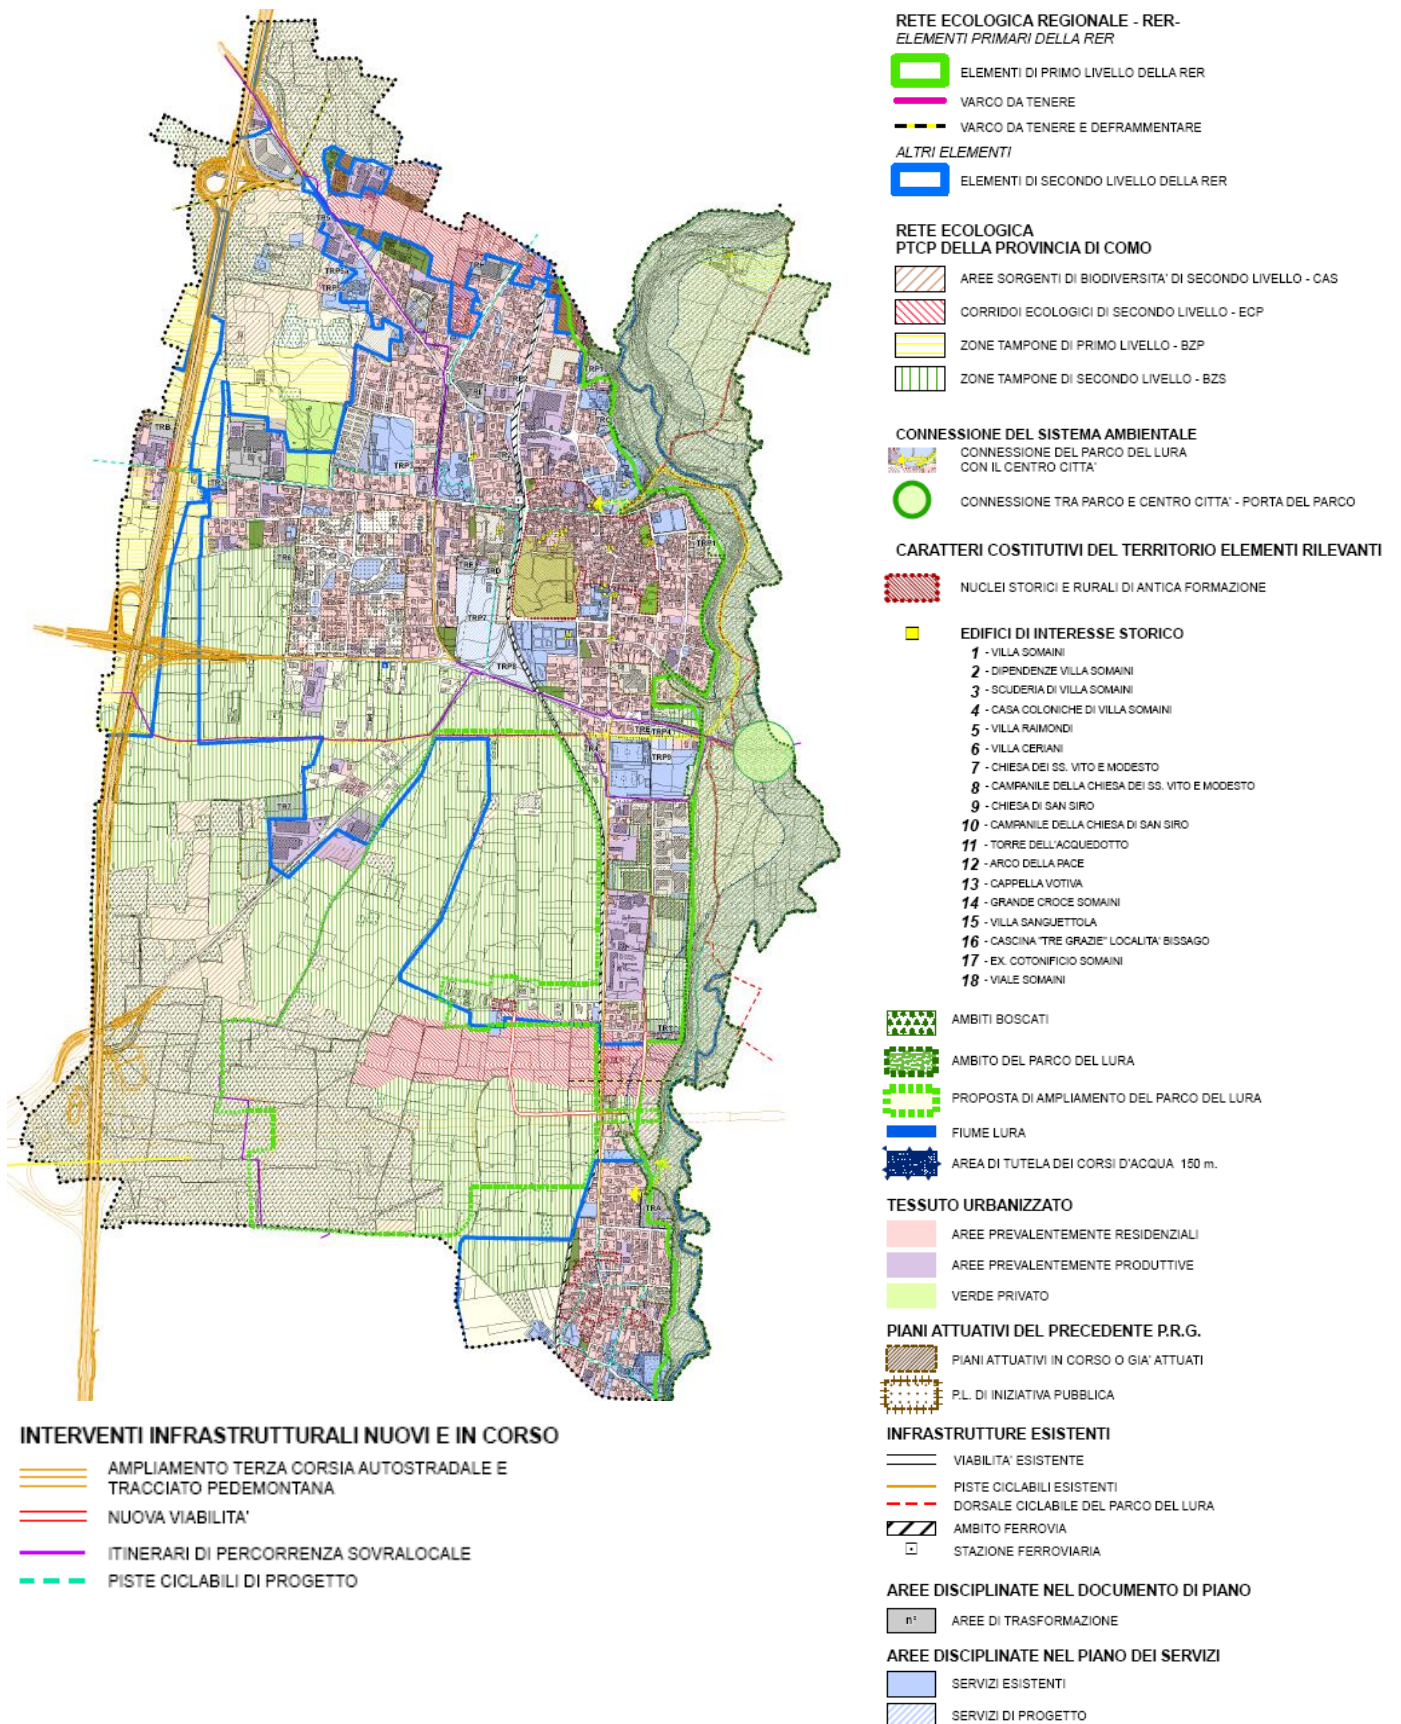 RETE ECOLOGICA REGIONALE - RER-
ELEMENTI PRIMARI DELLA RER
ELEMENTI DI PRIMO LIVELLO DELLA RER
VARCO DA TENERE
VARCO DA TENERE E DEFRAMMENTARE
ALTRI ELEMENTI
ELEMENTI DI SECONDO LIVELLO DELLA RER
RETE ECOLOGICA
PTCP DELLA PROVINCIA DI COMO
AREE SORGENTI DI BIODIVERSITA' DI SECONDO LIVELLO - CAS
CORRIDOI ECOLOGICI DI SECONDO LIVELLO - ECP
ZONE TAMPONE DI PRIMO LIVELLO - BZP
ZONE TAMPONE DI SECONDO LIVELLO - BZS
CONNESSIONE DEL SISTEMA AMBIENTALE
CONNESSIONE DEL PARCO DEL LURA
CON IL CENTRO CITTA'
CONNESSIONE TRA PARCO E CENTRO CITTA' - PORTA DEL PARCO
CARATTERI COSTITUTIVI DEL TERRITORIO ELEMENTI RILEVANTI
NUCLEI STORICI E RURALI DI ANTICA FORMAZIONE
EDIFICI DI INTERESSE STORICO
1 - VILLA SOMAINI
2 - DIPENDENZE VILLA SOMAINI
3 - SCUDERIA DI VILLA SOMAINI
4 - CASA COLONICHE DI VILLA SOMAINI
5 - VILLA RAIMONDI
6 - VILLA CERIANI
7 - CHIESA DEI SS. VITO E MODESTO
8 - CAMPANILE DELLA CHIESA DEI SS. VITO E MODESTO
9 - CHIESA DI SAN SIRO
10 - CAMPANILE DELLA CHIESA DI SAN SIRO
11 - TORRE DELL'ACQUEDOTTO
12 - ARCO DELLA PACE
13 - CAPPELLA VOTIVA
14 - GRANDE CROCE SOMAINI
15 - VILLA SANGUETTOLA
16 - CASCINA "TRE GRAZIE" LOCALITA' BISSAGO
17 - EX. COTONIFICIO SOMAINI
18 - VIALE SOMAINI
AMBITI BOSCATI
AMBITO DEL PARCO DEL LURA
PROPOSTA DI AMPLIAMENTO DEL PARCO DEL LURA
FIUME LURA
AREA DI TUTELA DEI CORSI D'ACQUA 150 m.
TESSUTO URBANIZZATO
AREE PREVALENTEMENTE RESIDENZIALI
AREE PREVALENTEMENTE PRODUTTIVE
VERDE PRIVATO
PIANI ATTUATIVI DEL PRECEDENTE P.R.G.
PIANI ATTUATIVI IN CORSO O GIA' ATTUATI
P.L. DI INIZIATIVA PUBBLICA
INFRASTRUTTURE ESISTENTI
VIABILITA' ESISTENTE
PISTE CICLABILI ESISTENTI
DORSALE CICLABILE DEL PARCO DEL LURA
AMBITO FERROVIA
STAZIONE FERROVIARIA
AREE DISCIPLINATE NEL DOCUMENTO DI PIANO
n° AREE DI TRASFORMAZIONE
AREE DISCIPLINATE NEL PIANO DEI SERVIZI
SERVIZI ESISTENTI
SERVIZI DI PROGETTO
INTERVENTI INFRASTRUTTURALI NUOVI E IN CORSO
AMPLIAMENTO TERZA CORSIA AUTOSTRADALE E
TRACCIATO PEDEMONTANA
NUOVA VIABILITA'
ITINERARI DI PERCORRENZA SOVRALOCALE
PISTE CICLABILI DI PROGETTO
TRP7
TRP8
TRP9
TRP4
TR7
TR6
TRA
TRD